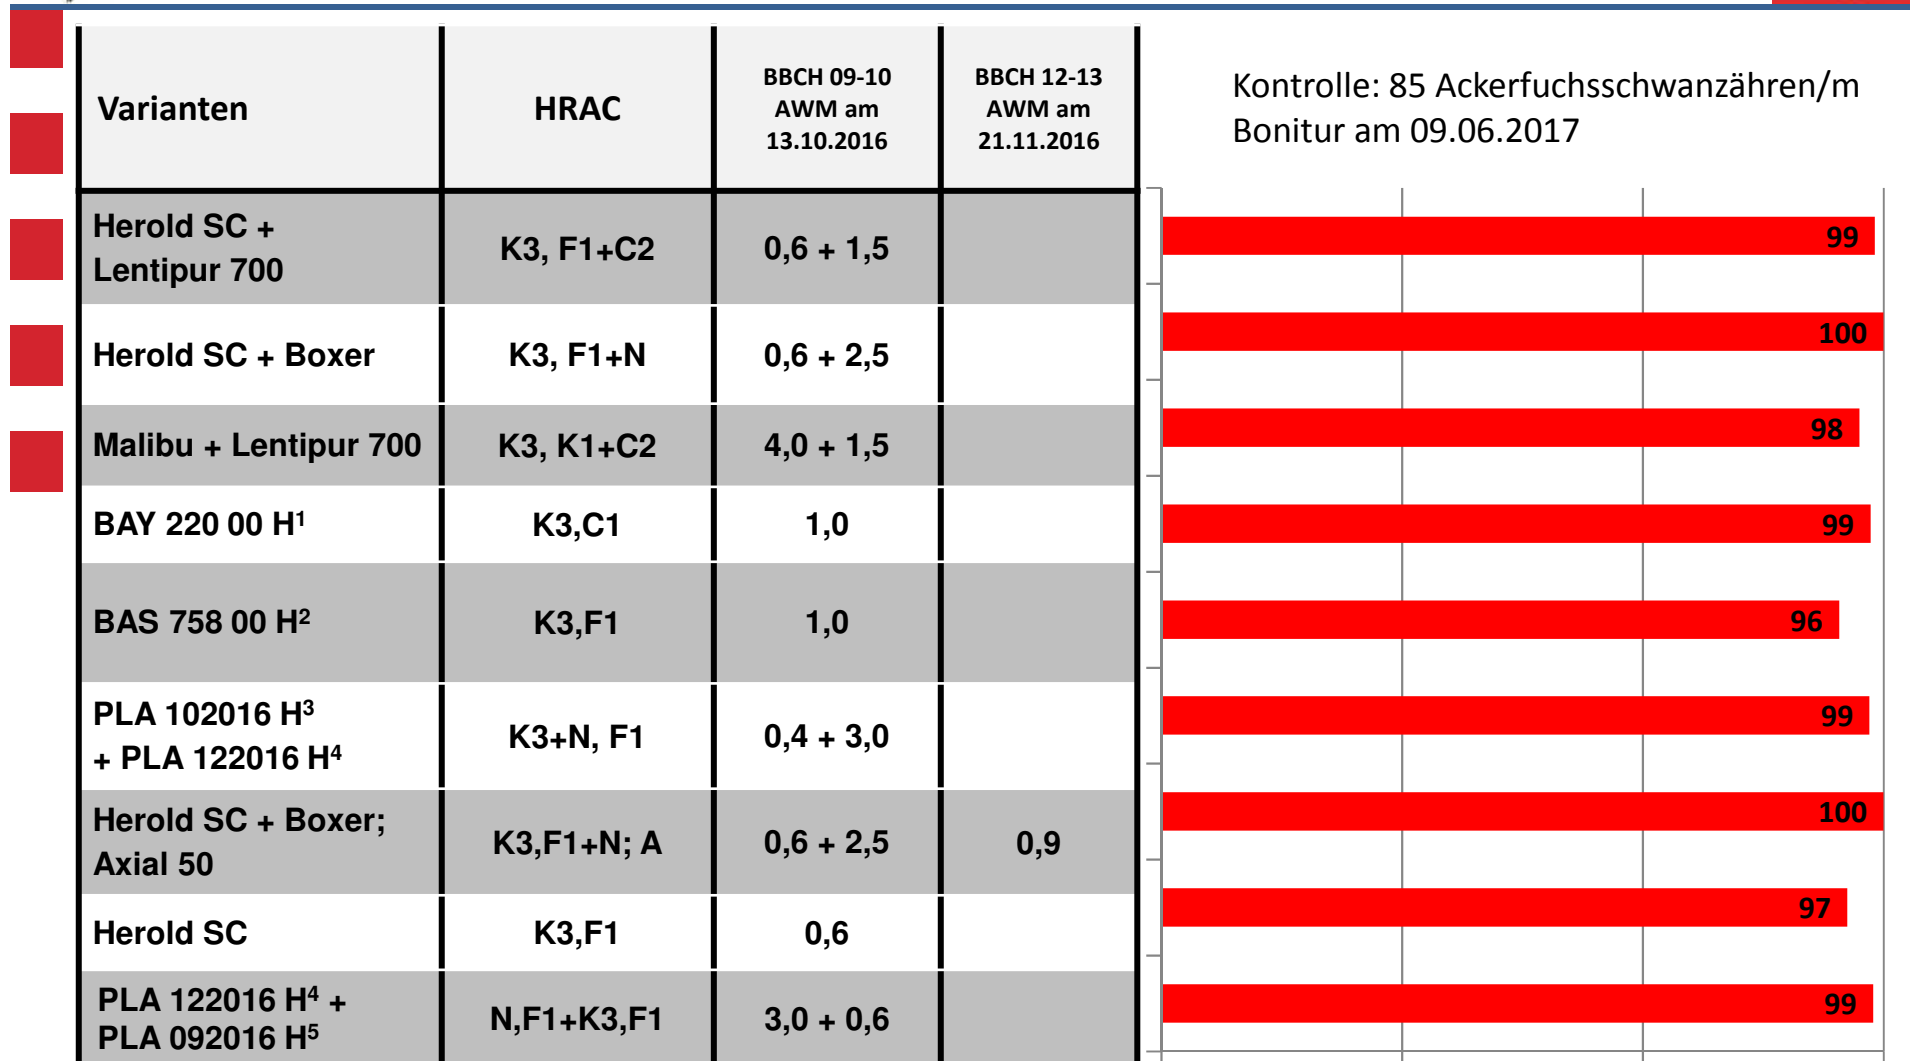 Varianten
HRAC
BBCH 09-10
AWM am
13.10.2016
BBCH 12-13
AWM am
21.11.2016
Kontrolle: 85 Ackerfuchsschwanzähren/m
Bonitur am 09.06.2017
Herold SC +
Lentipur 700
K3, F1+C2
0,6 + 1,5
99
Herold SC + Boxer
K3, F1+N
0,6 + 2,5
100
Malibu + Lentipur 700
K3, K1+C2
4,0 + 1,5
98
BAY 220 00 H¹
K3,C1
1,0
99
BAS 758 00 H²
K3,F1
1,0
96
PLA 102016 H³
+ PLA 122016 H⁴
K3+N, F1
0,4 + 3,0
99
Herold SC + Boxer;
Axial 50
K3,F1+N; A
0,6 + 2,5
0,9
100
Herold SC
K3,F1
0,6
97
PLA 122016 H⁴ +
PLA 092016 H⁵
N,F1+K3,F1
3,0 + 0,6
99